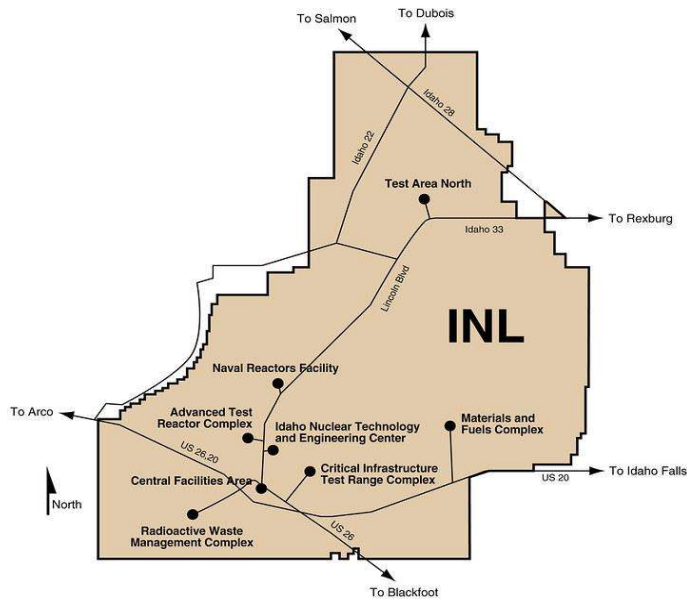 To Dubois
To Salmon
Idaho 28
Idaho 22
Test Area North
To Rexburg
Idaho 33
Lincoln Blvd
INL
Naval Reactors Facility
To Arco
Advanced Test
Reactor Complex
Idaho Nuclear Technology
and Engineering Center
Materials and
Fuels Complex
US 26,20
Central Facilities Area
Critical Infrastructure
Test Range Complex
To Idaho Falls
US 20
North
Radioactive Waste
Management Complex
US 26
To Blackfoot